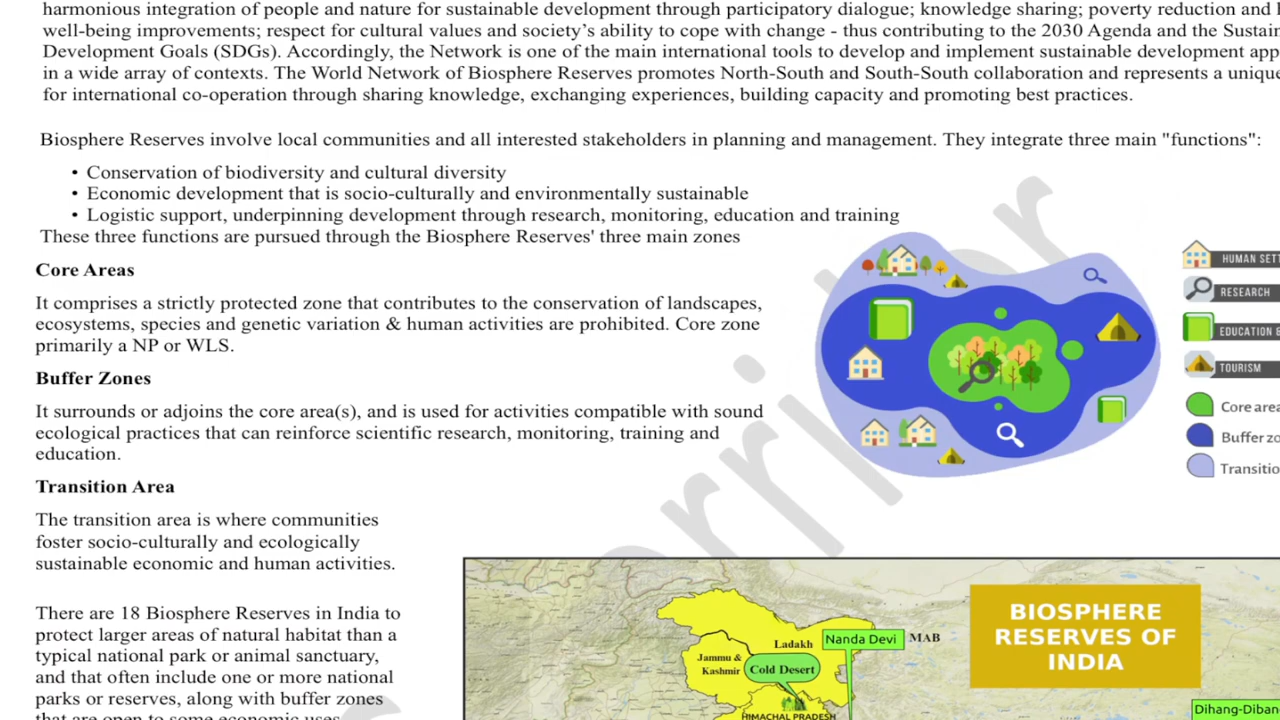 harmonious integration of people and nature for sustainable development through participatory dialogue; knowledge sharing; poverty reduction and
well-being improvements; respect for cultural values and society's ability to cope with change - thus contributing to the 2030 Agenda and the
Development Goals (SDGs). Accordingly, the Network is one of the main international tools to develop and implement sustainable development
in a wide array of contexts. The World Network of Biosphere Reserves promotes North-South and South-South collaboration and represents a unique
for international co-operation through sharing knowledge, exchanging experiences, building capacity and promoting best practices.
Biosphere Reserves involve local communities and all interested stakeholders in planning and management. They integrate three main "functions":
• Conservation of biodiversity and cultural diversity
• Economic development that is socio-culturally and environmentally sustainable
• Logistic support, underpinning development through research, monitoring, education and training
These three functions are pursued through the Biosphere Reserves' three main zones
Core Areas
It comprises a strictly protected zone that contributes to the conservation of landscapes,
ecosystems, species and genetic variation & human activities are prohibited. Core zone
primarily a NP or WLS.
Buffer Zones
It surrounds or adjoins the core area(s), and is used for activities compatible with sound
ecological practices that can reinforce scientific research, monitoring, training and
education.
Transition Area
The transition area is where communities
foster socio-culturally and ecologically
sustainable economic and human activities.
There are 18 Biosphere Reserves in India to
protect larger areas of natural habitat than a
typical national park or animal sanctuary,
and that often include one or more national
parks or reserves, along with buffer zones
that are open to some economic uses.
HUMAN
RESEARCH
EDUCATION
TOURISM
Core
Buffer
BIOSPHERE
RESERVES OF
INDIA
Ladakh
Nanda Devi
MAB
Jammu &
Kashmir
Cold Desert
HIMACHAL PRADESH